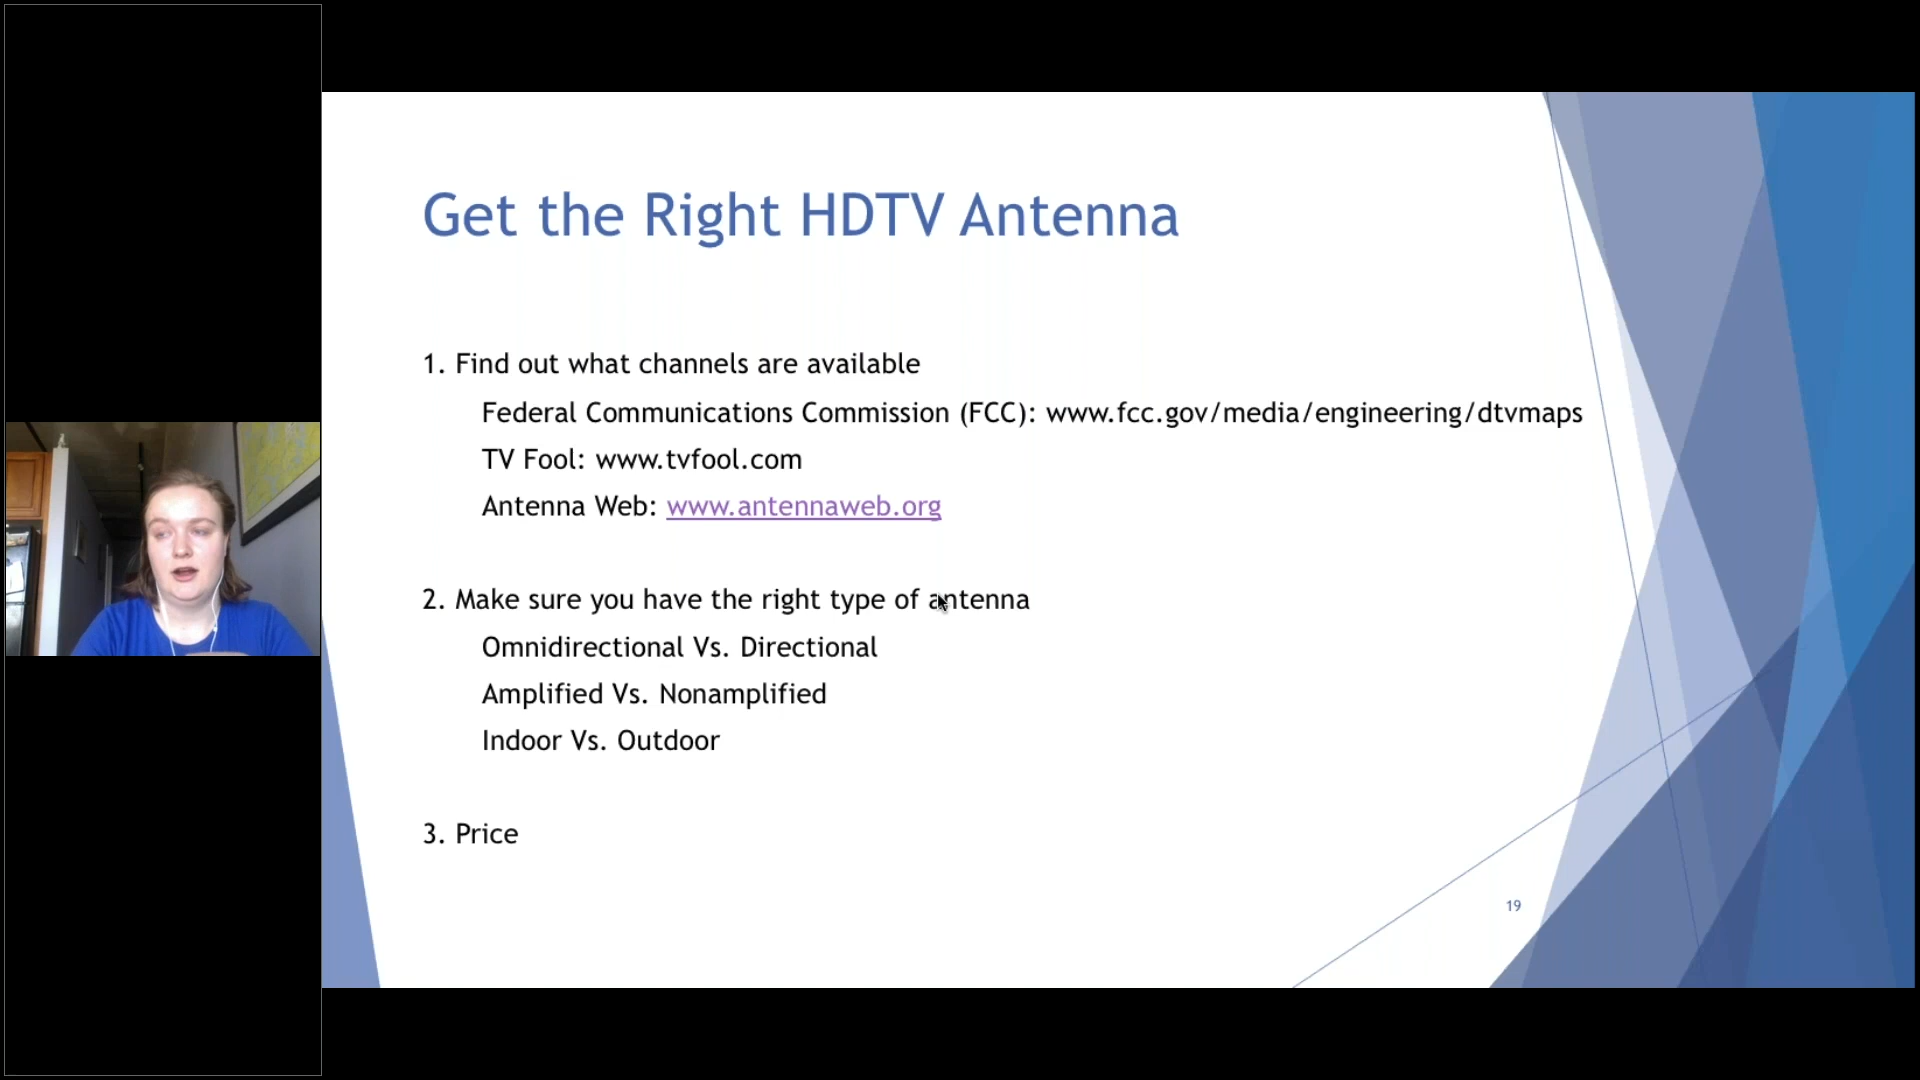 Get the Right HDTV Antenna
1. Find out what channels are available
Federal Communications Commission (FCC): www.fcc.gov/media/engineering/dtvmaps
TV Fool: www.tvfool.com
Antenna Web: www.antennaweb.org
2. Make sure you have the right type of antenna
Omnidirectional Vs. Directional
Amplified Vs. Nonamplified
Indoor Vs. Outdoor
3. Price
19